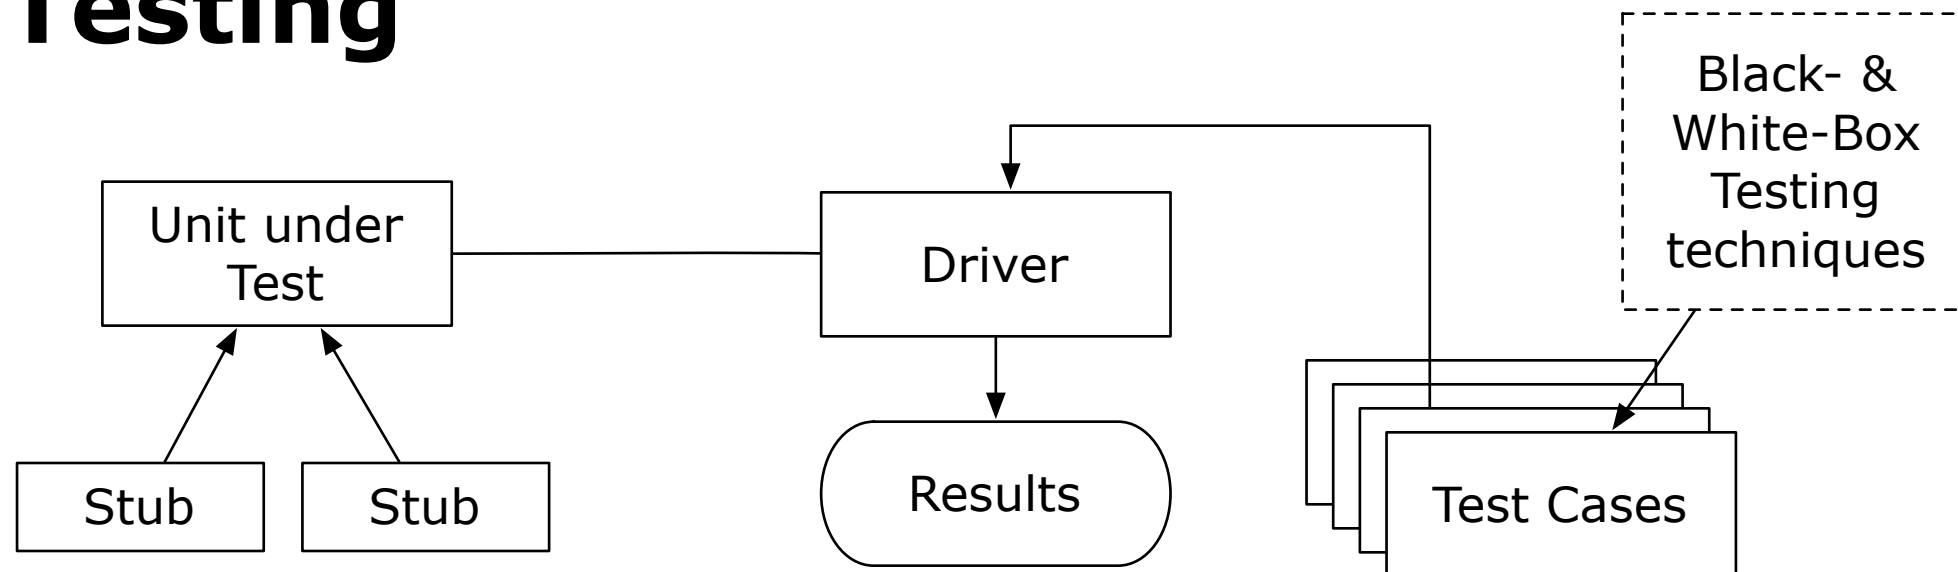 Testing
Black- &
White-Box
Testing
techniques
Unit under
Test
Driver
Stub
Stub
Results
Test Cases